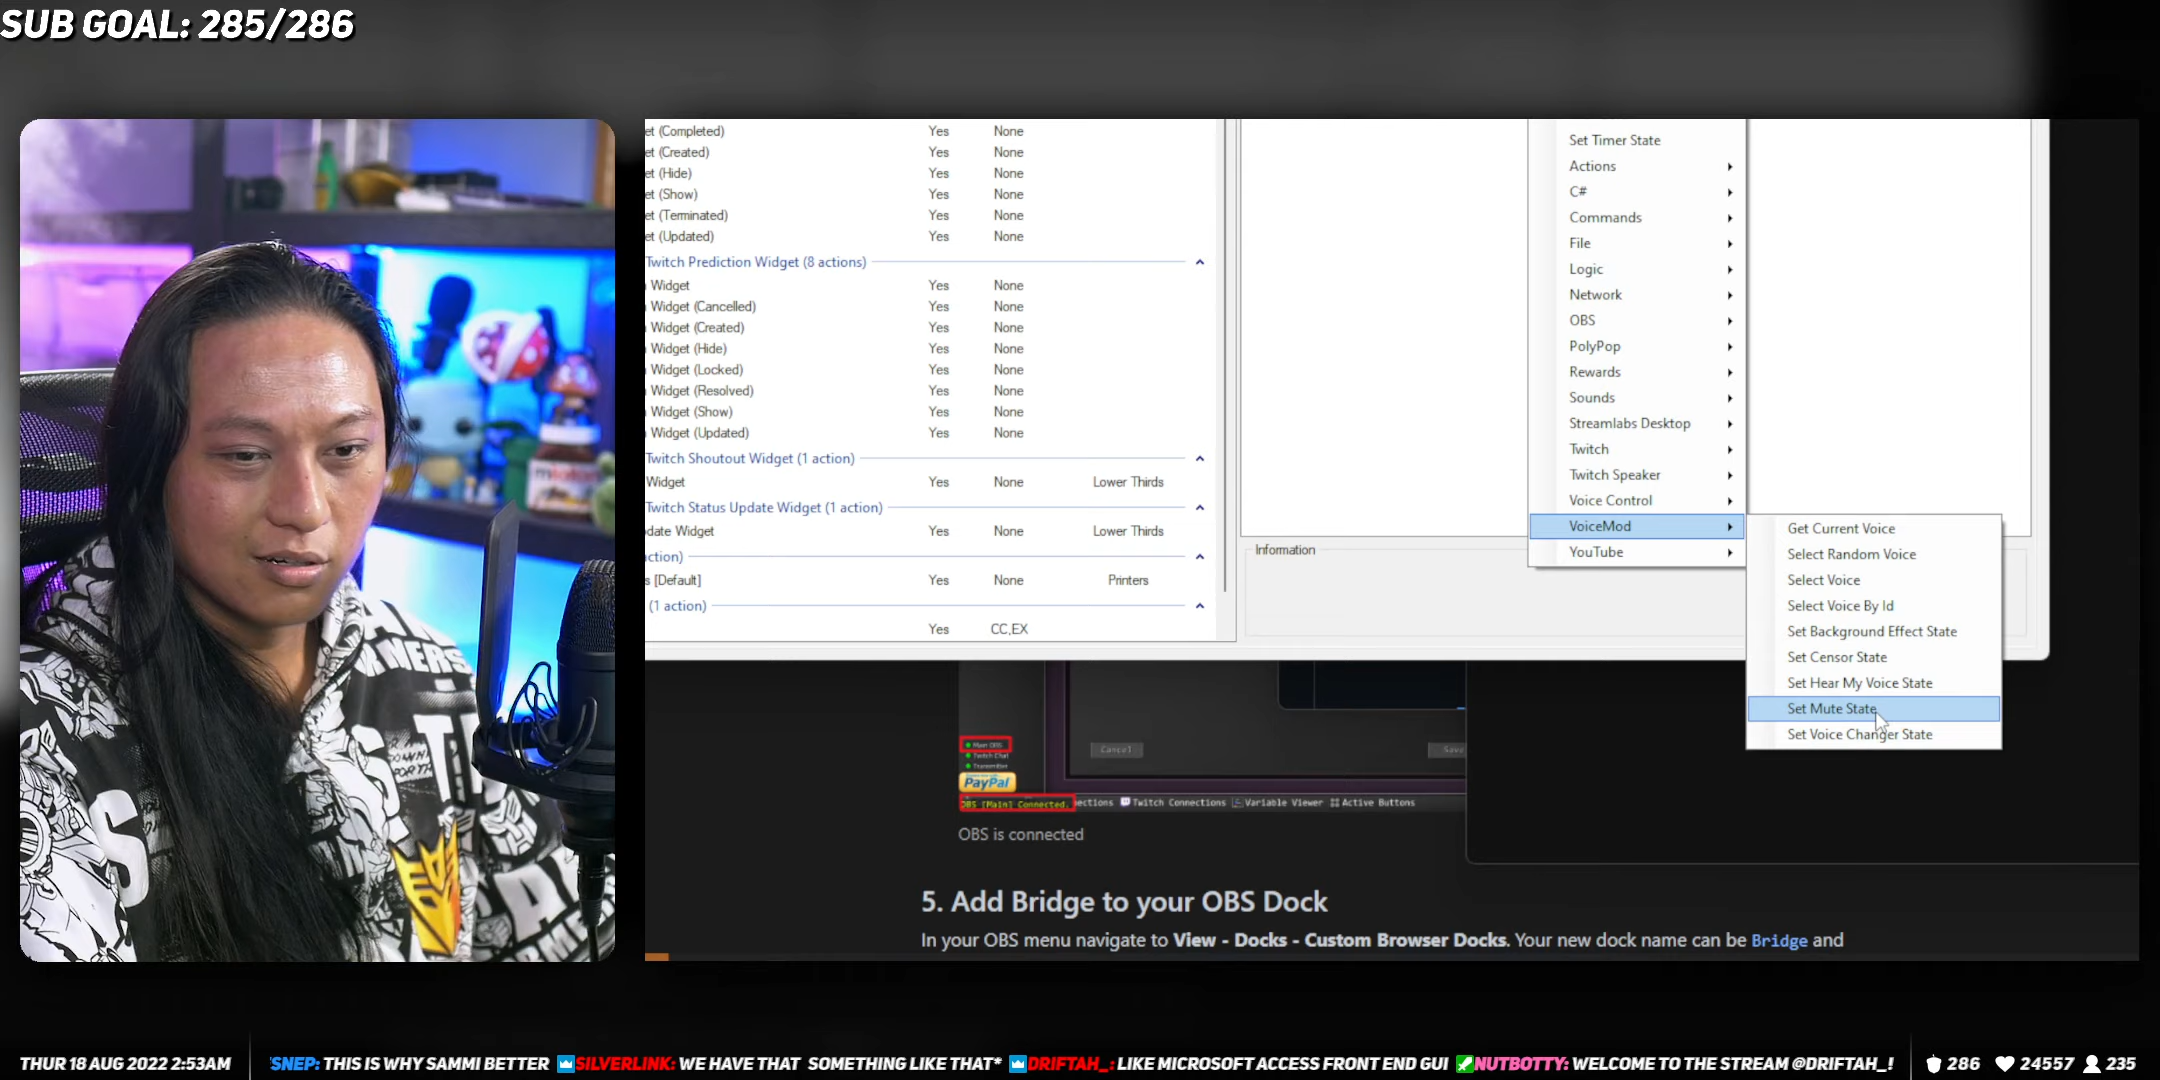 SUB GOAL: 285/286
et (Completed) Yes None
et (Created) Yes None
et (Hide) Yes None
et (Show) Yes None
et (Terminated) Yes None
et (Updated) Yes None
Twitch Prediction Widget (8 actions)
Widget Yes None
Widget (Cancelled) Yes None
Widget (Created) Yes None
Widget (Hide) Yes None
Widget (Locked) Yes None
Widget (Resolved) Yes None
Widget (Show) Yes None
Widget (Updated) Yes None
Twitch Shoutout Widget (1 action)
Widget Yes None Lower Thirds
Twitch Status Update Widget (1 action)
date Widget Yes None Lower Thirds
ction)
s [Default] Yes None Printers
(1 action)
Yes CC,EX
Information
Set Timer State
Actions
C#
Commands
File
Logic
Network
OBS
PolyPop
Rewards
Sounds
Streamlabs Desktop
Twitch
Twitch Speaker
Voice Control
VoiceMod
YouTube
Get Current Voice
Select Random Voice
Select Voice
Select Voice By Id
Set Background Effect State
Set Censor State
Set Hear My Voice State
Set Mute State
Set Voice Changer State
Cancel Save
Main OBS
Twitch Chat
Transmitter
PayPal
OBS [Main] Connected. ections Twitch Connections Variable Viewer Active Buttons
OBS is connected
5. Add Bridge to your OBS Dock
In your OBS menu navigate to View - Docks - Custom Browser Docks. Your new dock name can be Bridge and
THUR 18 AUG 2022 2:53AM
SNEP: THIS IS WHY SAMMI BETTER SILVERLINK: WE HAVE THAT SOMETHING LIKE THAT* DRIFTAH_: LIKE MICROSOFT ACCESS FRONT END GUI NUTBOTTY: WELCOME TO THE STREAM @DRIFTAH_!
286 24557 235